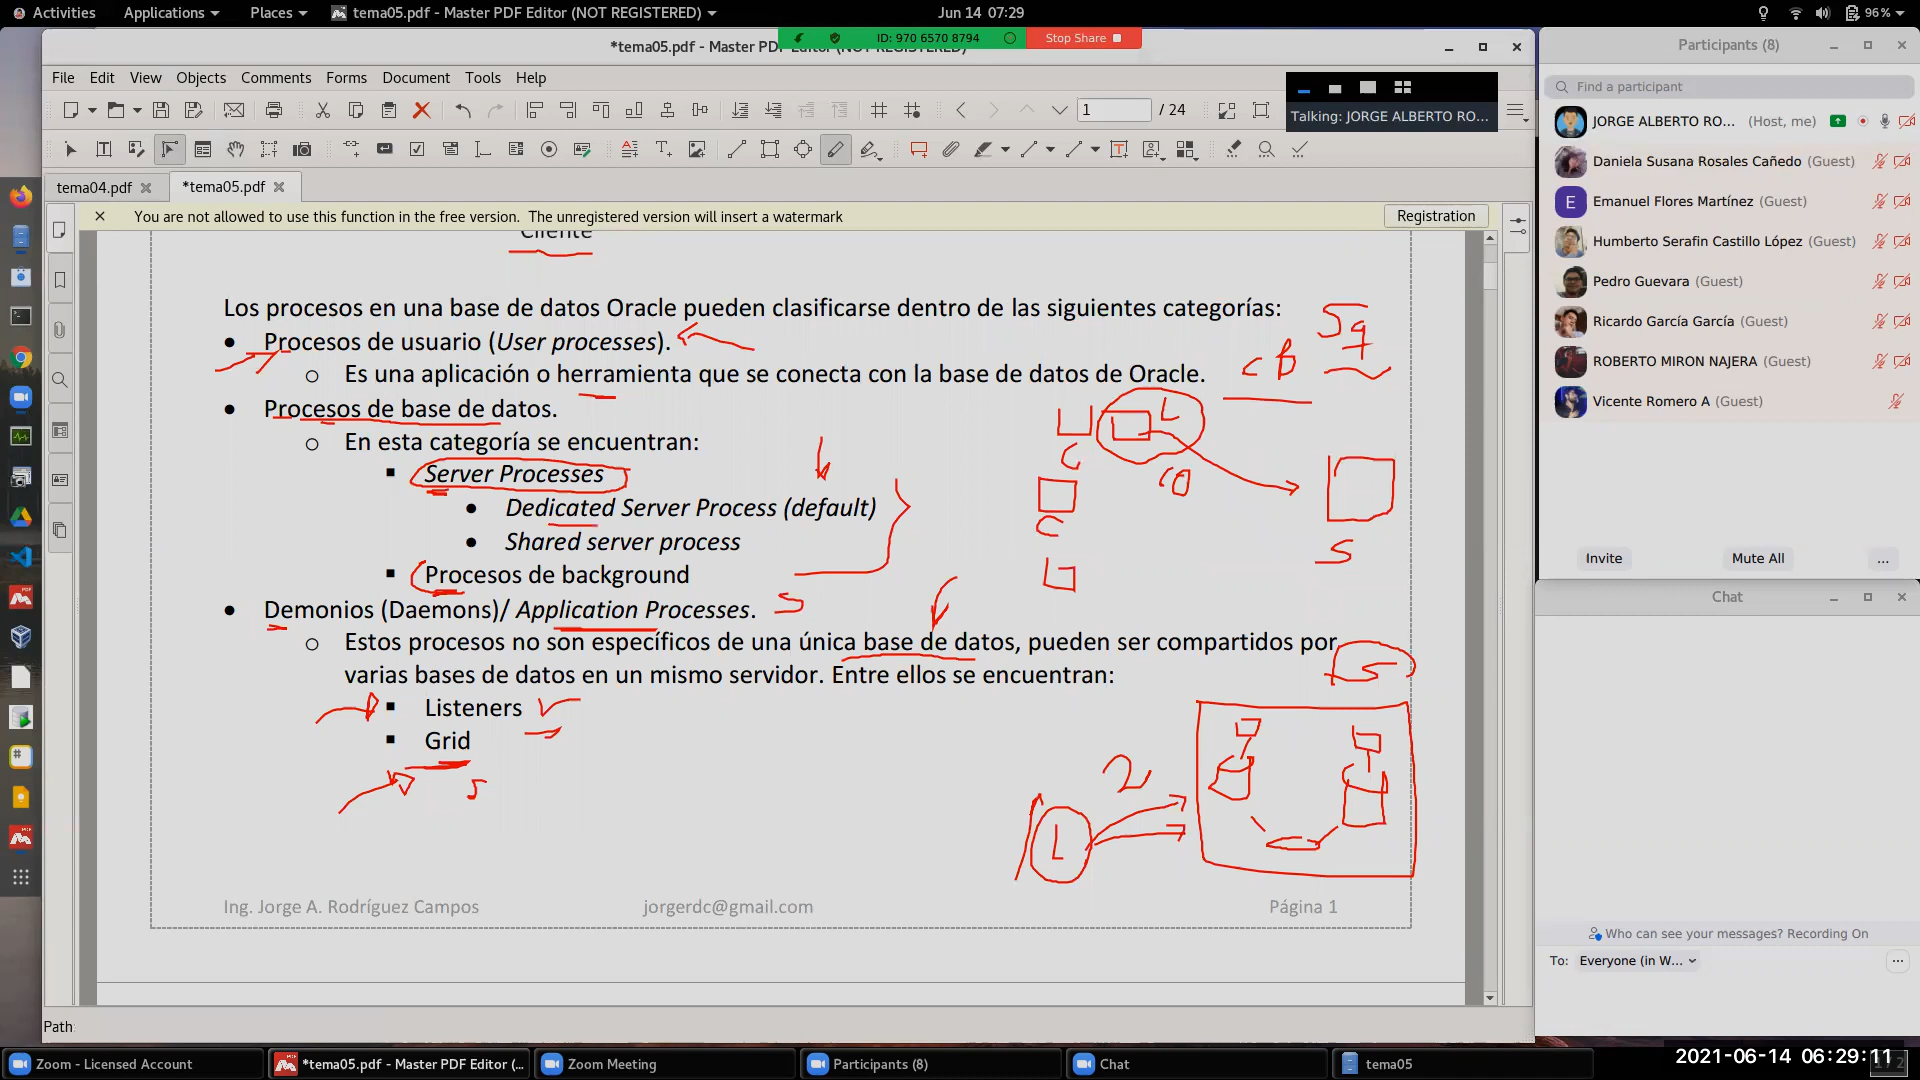 Activities
Applications
Places
tema05.pdf - Master PDF Editor (NOT REGISTERED)
Jun 14 07:29
96%
*tema05.pdf - Master PD
ID: 970 6570 8794
Stop Share
File Edit View Objects Comments Forms Document Tools Help
1 / 24
Talking: JORGE ALBERTO RO...
tema04.pdf
*tema05.pdf
You are not allowed to use this function in the free version. The unregistered version will insert a watermark
Registration
Cliente
Los procesos en una base de datos Oracle pueden clasificarse dentro de las siguientes categorías:
• Procesos de usuario (User processes).
o Es una aplicación o herramienta que se conecta con la base de datos de Oracle.
• Procesos de base de datos.
o En esta categoría se encuentran:
▪ Server Processes
• Dedicated Server Process (default)
• Shared server process
▪ Procesos de background
• Demonios (Daemons)/ Application Processes.
o Estos procesos no son específicos de una única base de datos, pueden ser compartidos por
varias bases de datos en un mismo servidor. Entre ellos se encuentran:
▪ Listeners
▪ Grid
L
C
C
S
S
S
2
L
Ing. Jorge A. Rodríguez Campos
jorgerdc@gmail.com
Página 1
Path
Participants (8)
Find a participant
JORGE ALBERTO RO... (Host, me)
Daniela Susana Rosales Cañedo (Guest)
E
Emanuel Flores Martínez (Guest)
Humberto Serafin Castillo López (Guest)
Pedro Guevara (Guest)
Ricardo García García (Guest)
ROBERTO MIRON NAJERA (Guest)
Vicente Romero A (Guest)
Invite
Mute All
...
Chat
Who can see your messages? Recording On
To: Everyone (in W...
Zoom - Licensed Account
*tema05.pdf - Master PDF Editor (...
Zoom Meeting
Participants (8)
Chat
tema05
2021-06-14 06:29:11